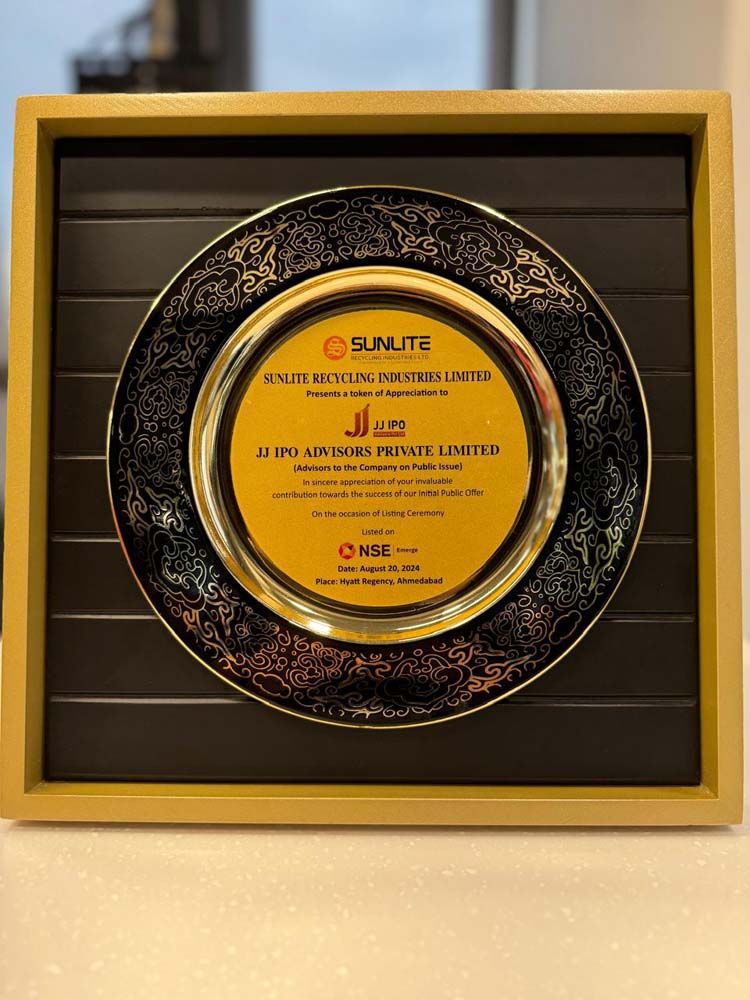 SUNLITE
RECYCLING INDUSTRIES LTD.
SUNLITE RECYCLING INDUSTRIES LIMITED
Presents a token of Appreciation to
JJ IPO
JJ IPO ADVISORS PRIVATE LIMITED
(Advisors to the Company on Public Issue)
In sincere appreciation of your invaluable
contribution towards the success of our Initial Public Offer
On the occasion of Listing Ceremony
Listed on
NSE Emerge
Date: August 20, 2024
Place: Hyatt Regency, Ahmedabad